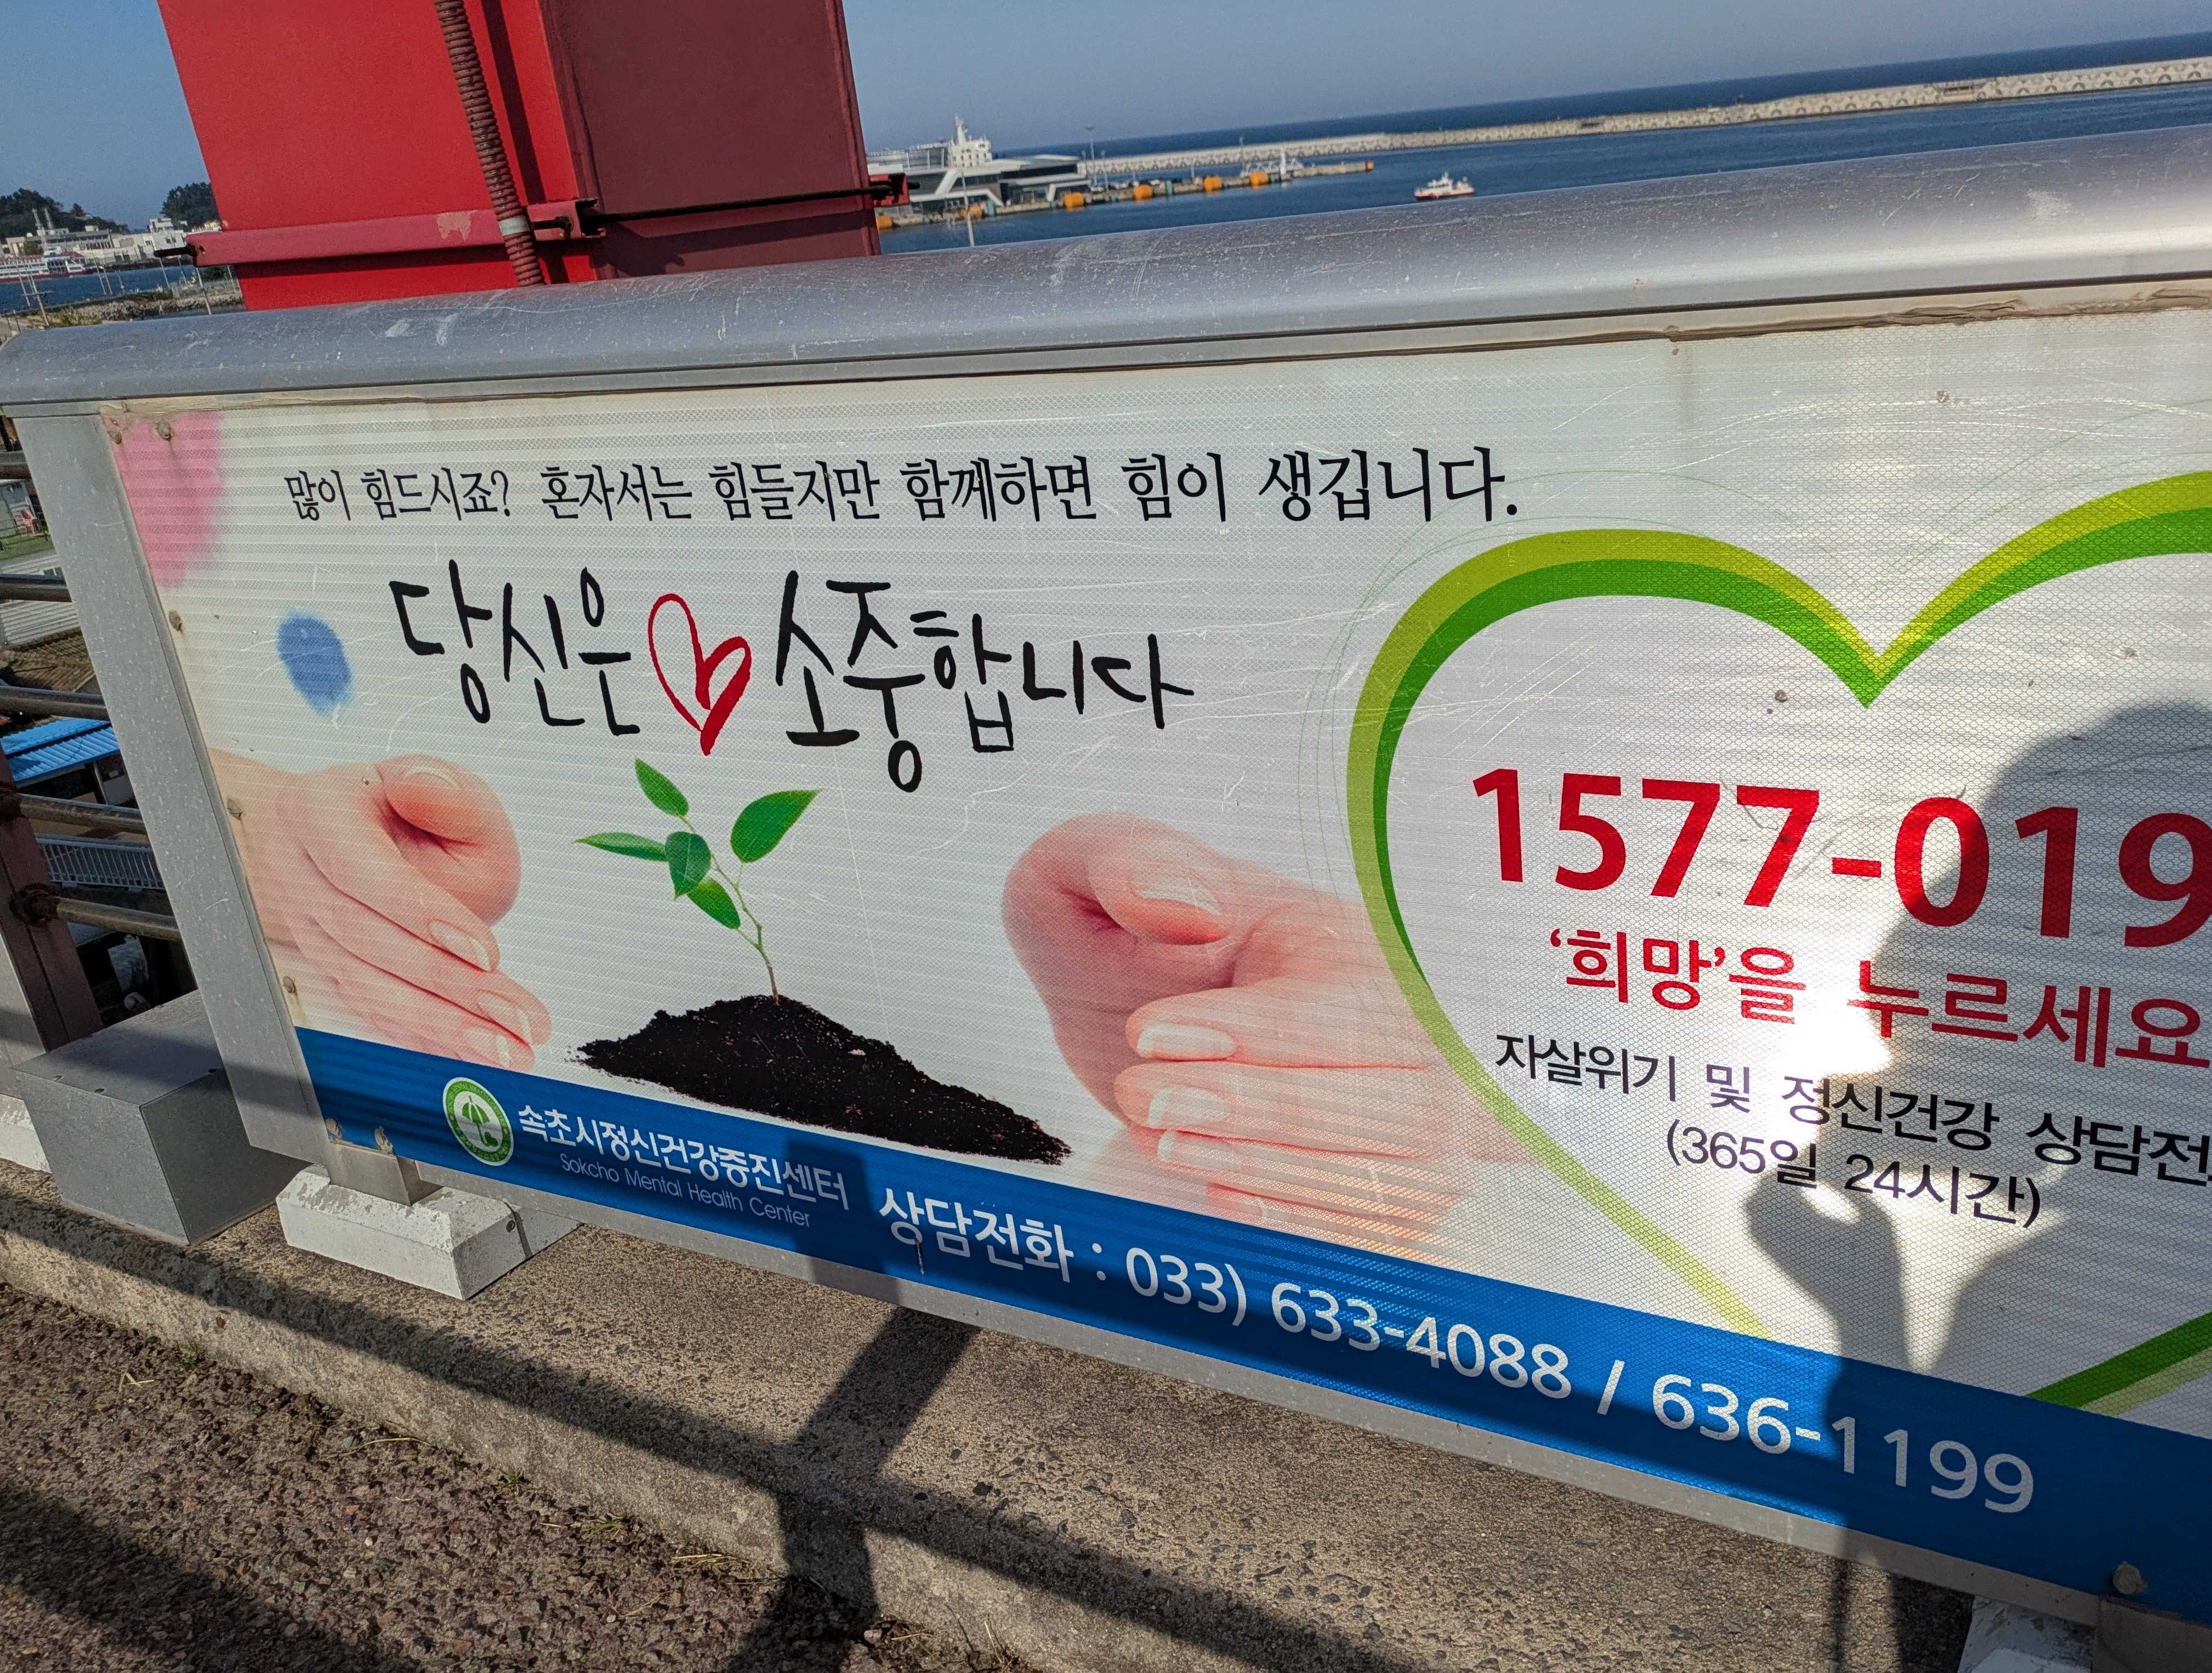 많이 힘드시죠? 혼자서는 힘들지만 함께하면 힘이 생깁니다.
당신은 소중합니다
1577-019
'희망'을 누르세요
자살위기 및 정신건강 상담전
(365일 24시간)
속초시정신건강증진센터
Sokcho Mental Health Center
상담전화 : 033) 633-4088 / 636-1199